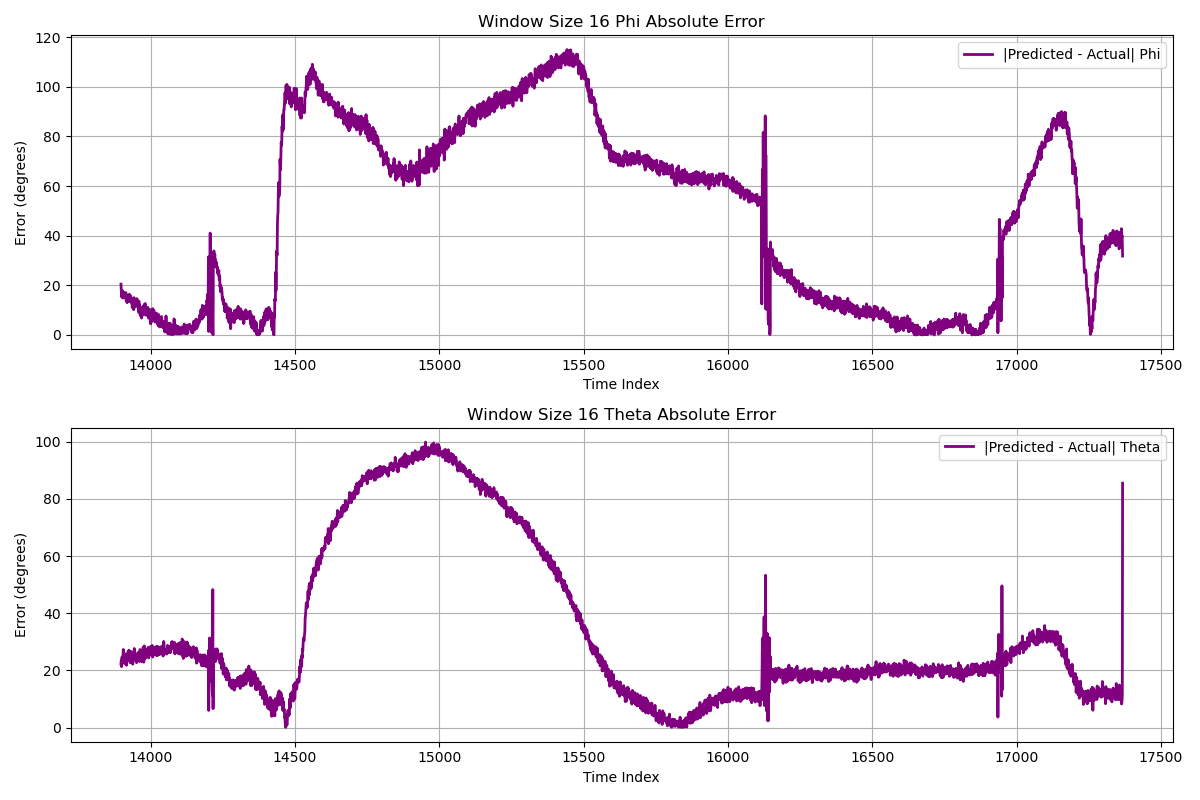 Window Size 16 Phi Absolute Error
120
100
80
60
40
20
0
Error (degrees)
|Predicted - Actual| Phi
14000 14500 15000 15500 16000 16500 17000 17500
Time Index
Window Size 16 Theta Absolute Error
100
80
60
40
20
0
Error (degrees)
|Predicted - Actual| Theta
14000 14500 15000 15500 16000 16500 17000 17500
Time Index